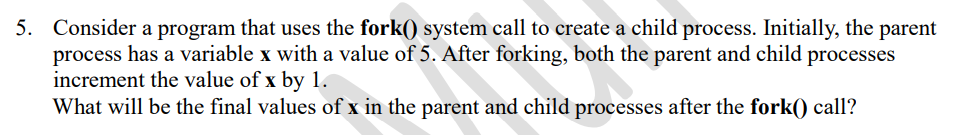 5. Consider a program that uses the fork() system call to create a child process. Initially, the parent
process has a variable x with a value of 5. After forking, both the parent and child processes
increment the value of x by 1.
What will be the final values of x in the parent and child processes after the fork() call?